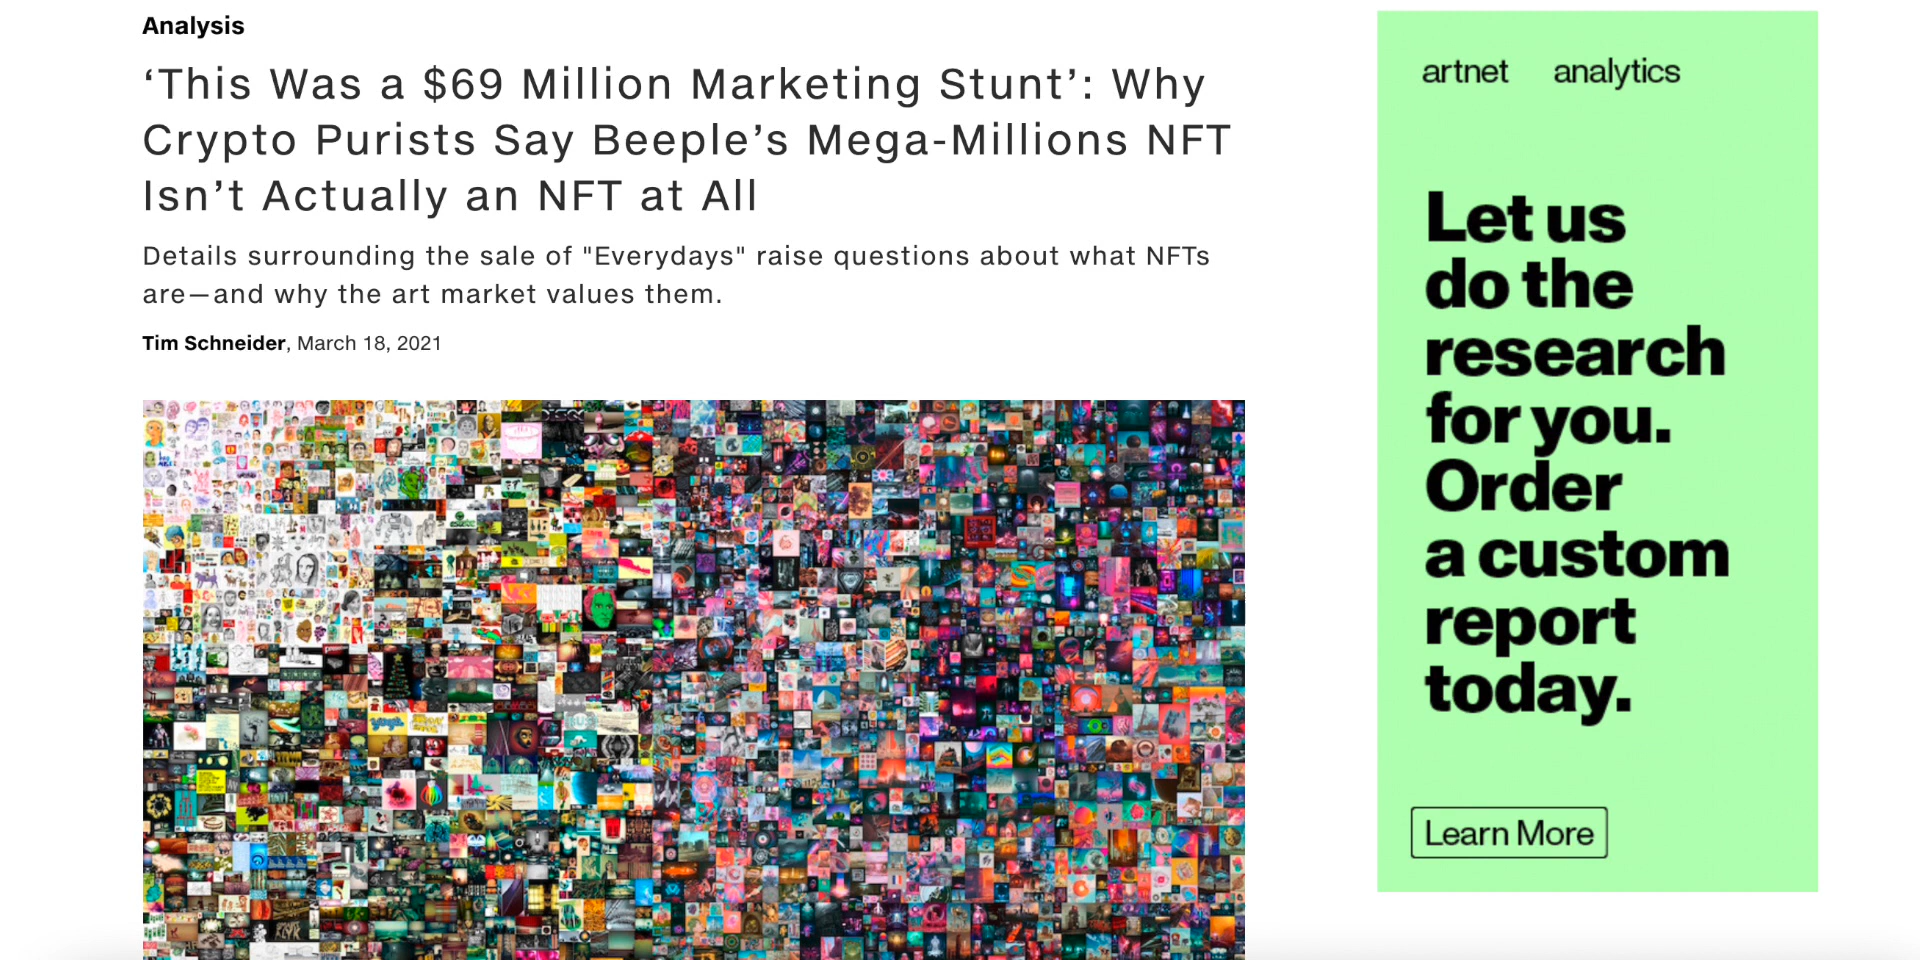 Analysis
‘This Was a $69 Million Marketing Stunt’: Why
Crypto Purists Say Beeple’s Mega-Millions NFT
Isn’t Actually an NFT at All
Details surrounding the sale of "Everydays" raise questions about what NFTs
are—and why the art market values them.
Tim Schneider, March 18, 2021
artnet analytics
Let us
do the
research
for you.
Order
a custom
report
today.
Learn More